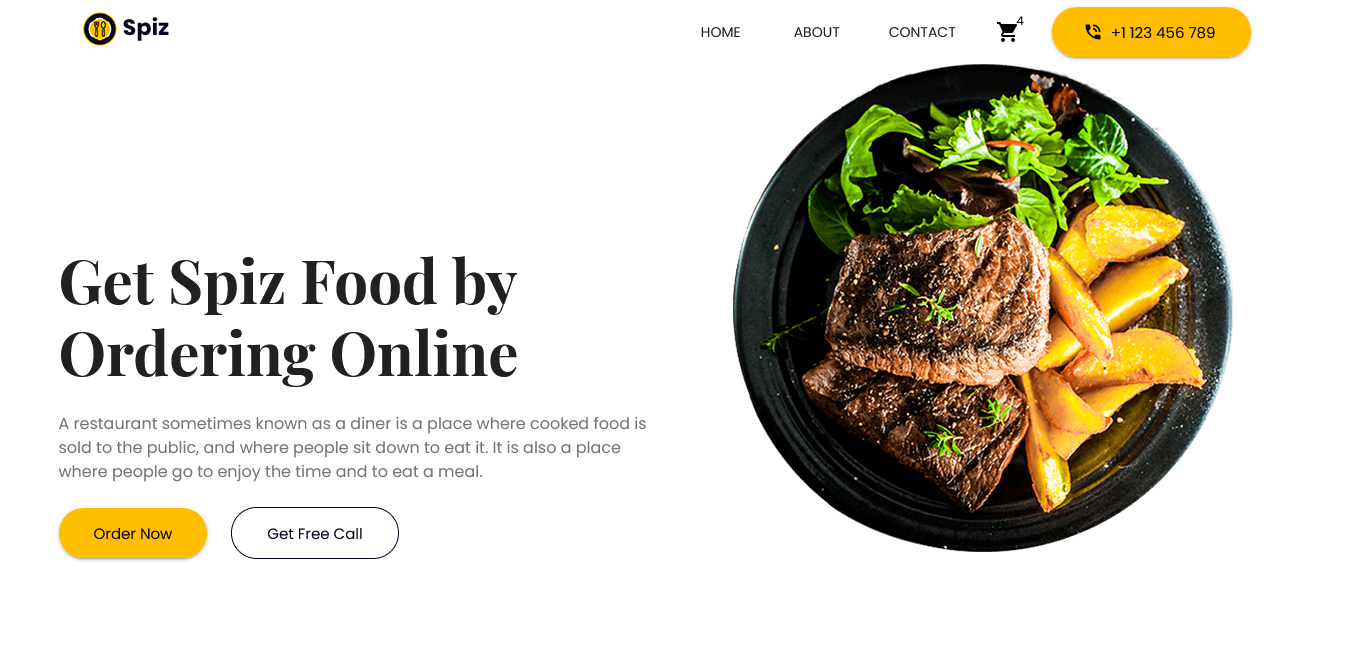 Spiz
HOME ABOUT CONTACT 4 +1 123 456 789
Get Spiz Food by
Ordering Online
A restaurant sometimes known as a diner is a place where cooked food is
sold to the public, and where people sit down to eat it. It is also a place
where people go to enjoy the time and to eat a meal.
Order Now Get Free Call